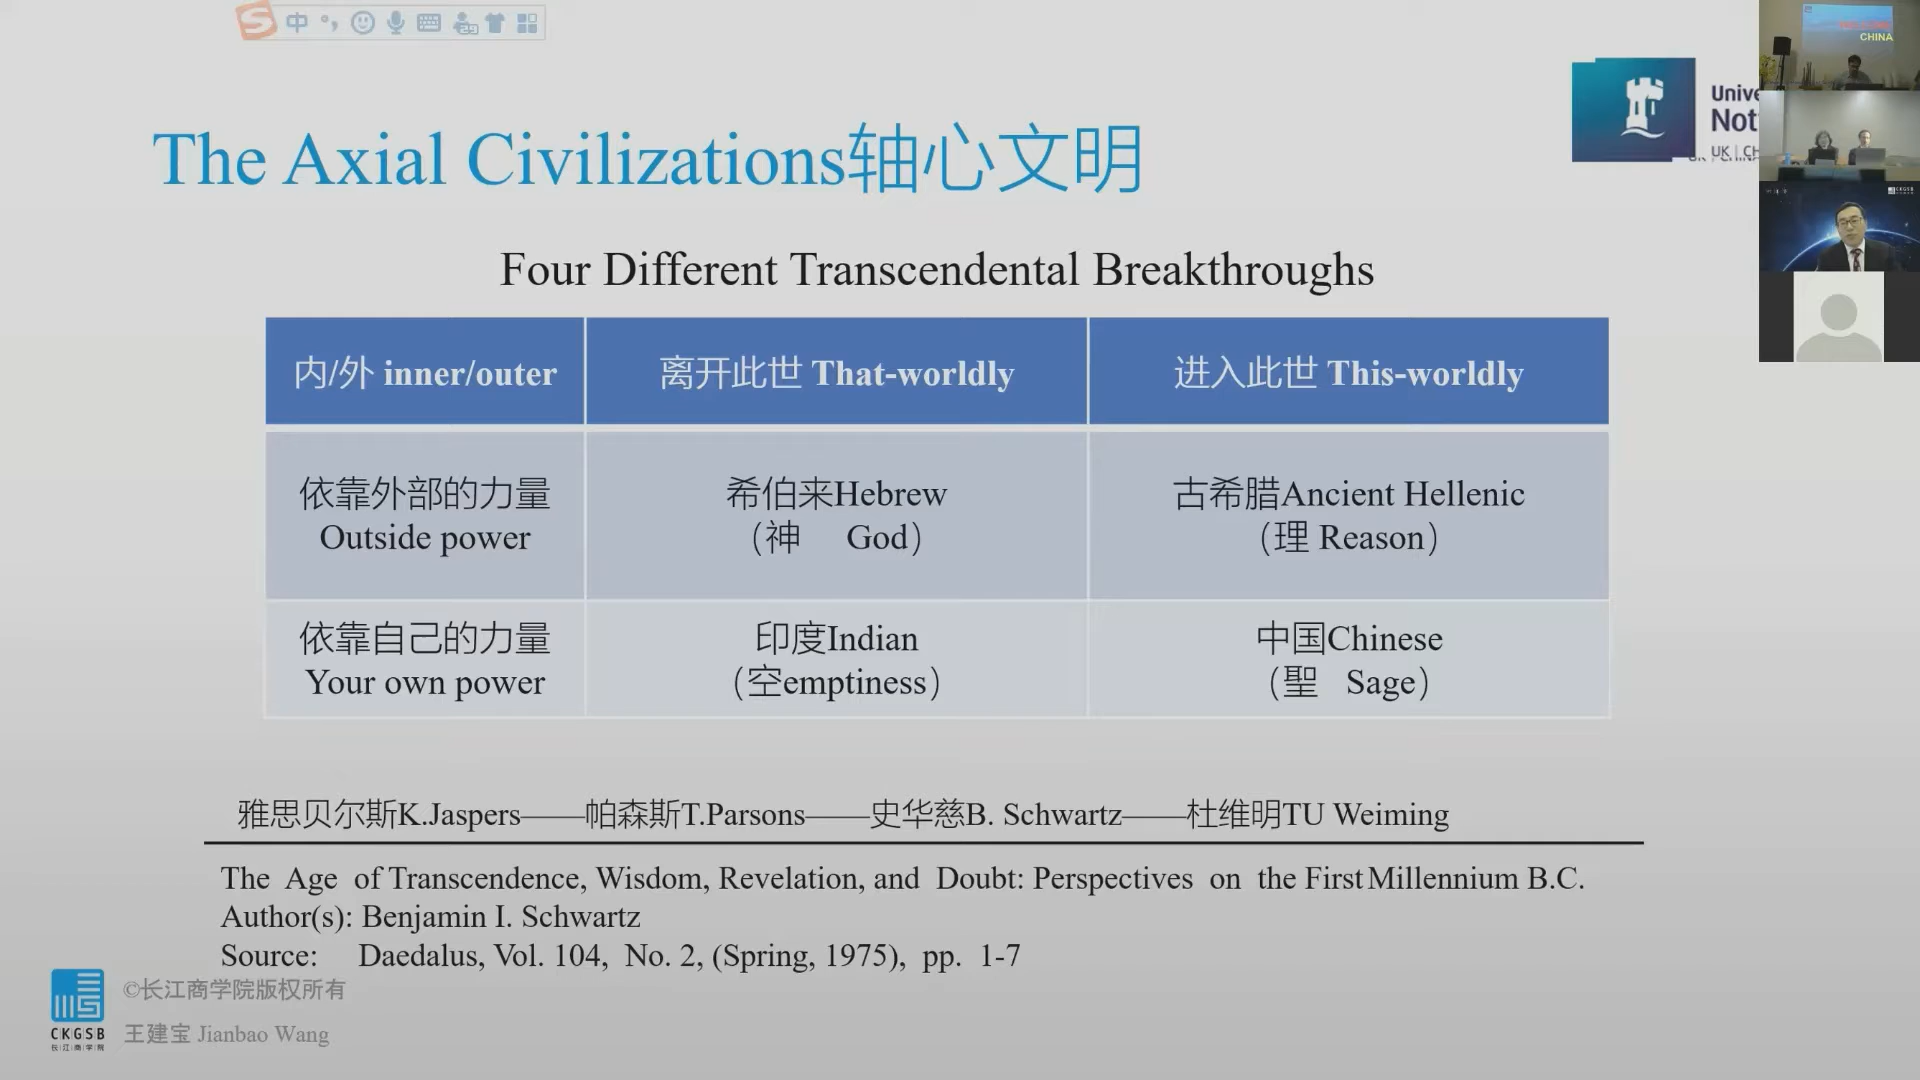 中
The Axial Civilizations轴心文明
UK | CH
CHINA
Four Different Transcendental Breakthroughs
内/外 inner/outer
离开此世 That-worldly
进入此世 This-worldly
依靠外部的力量
Outside power
希伯来Hebrew
（神 God）
古希腊Ancient Hellenic
（理 Reason）
依靠自己的力量
Your own power
印度Indian
（空emptiness）
中国Chinese
（聖 Sage）
雅思贝尔斯K.Jaspers——帕森斯T.Parsons——史华慈B. Schwartz——杜维明TU Weiming
The Age of Transcendence, Wisdom, Revelation, and Doubt: Perspectives on the First Millennium B.C.
Author(s): Benjamin I. Schwartz
Source: Daedalus, Vol. 104, No. 2, (Spring, 1975), pp. 1-7
CKGSB
长江商学院
©长江商学院版权所有
王建宝 Jianbao Wang